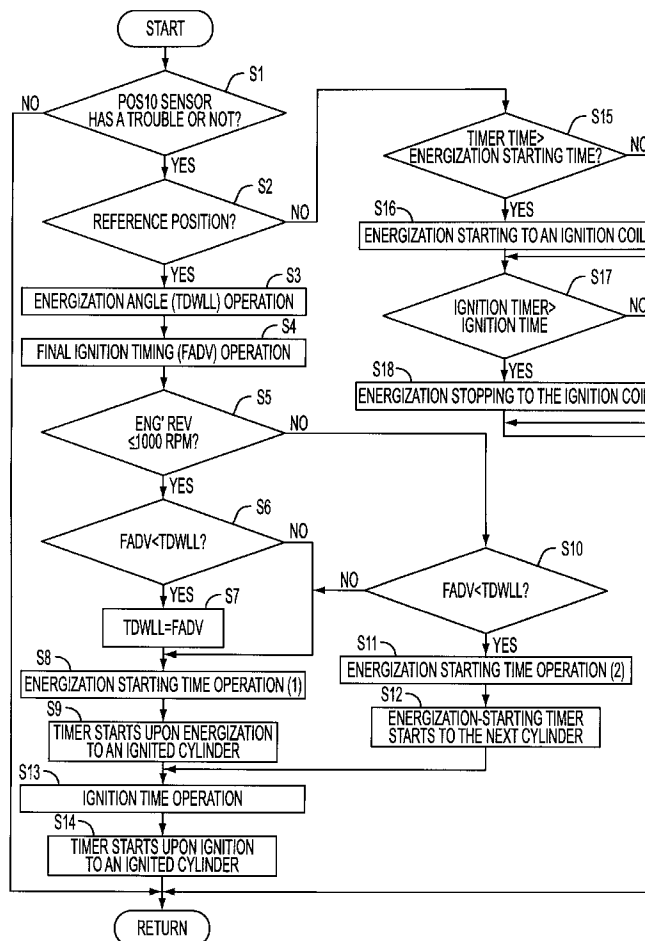 START
S1
NO
POS10 SENSOR
HAS A TROUBLE OR NOT?
YES
S2
REFERENCE POSITION?
NO
YES
S3
ENERGIZATION ANGLE (TDWLL) OPERATION
S4
FINAL IGNITION TIMING (FADV) OPERATION
S5
ENG' REV
≤1000 RPM?
NO
YES
S6
FADV<TDWLL?
NO
YES
S7
TDWLL=FADV
S8
ENERGIZATION STARTING TIME OPERATION (1)
S9
TIMER STARTS UPON ENERGIZATION
TO AN IGNITED CYLINDER
S10
FADV<TDWLL?
NO
YES
S11
ENERGIZATION STARTING TIME OPERATION (2)
S12
ENERGIZATION-STARTING TIMER
STARTS TO THE NEXT CYLINDER
S13
IGNITION TIME OPERATION
S14
TIMER STARTS UPON IGNITION
TO AN IGNITED CYLINDER
RETURN
S15
TIMER TIME>
ENERGIZATION STARTING TIME?
NO
YES
S16
ENERGIZATION STARTING TO AN IGNITION COIL
S17
IGNITION TIMER>
IGNITION TIME
NO
YES
S18
ENERGIZATION STOPPING TO THE IGNITION COIL